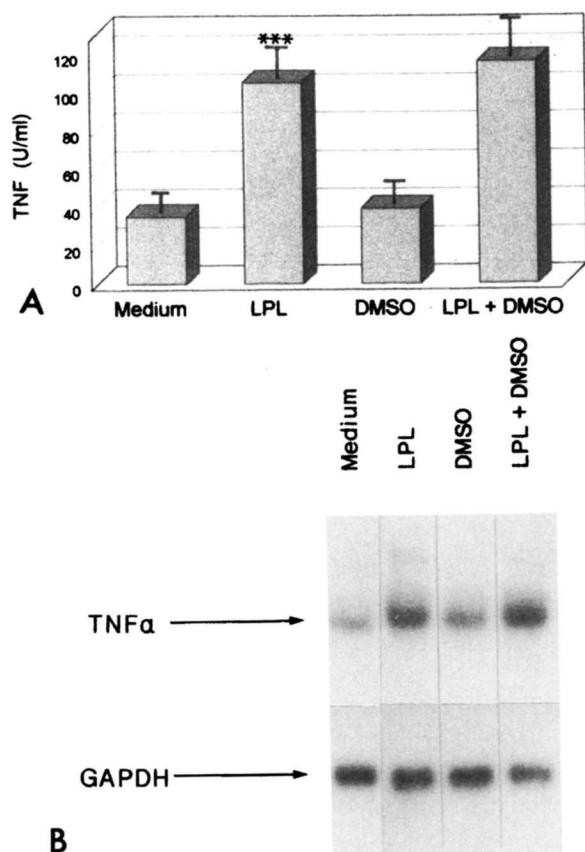 ***
120
100
80
60
40
20
0
TNF (U/ml)
Medium LPL DMSO LPL + DMSO
A
Medium
LPL
DMSO
LPL + DMSO
TNFα
GAPDH
B